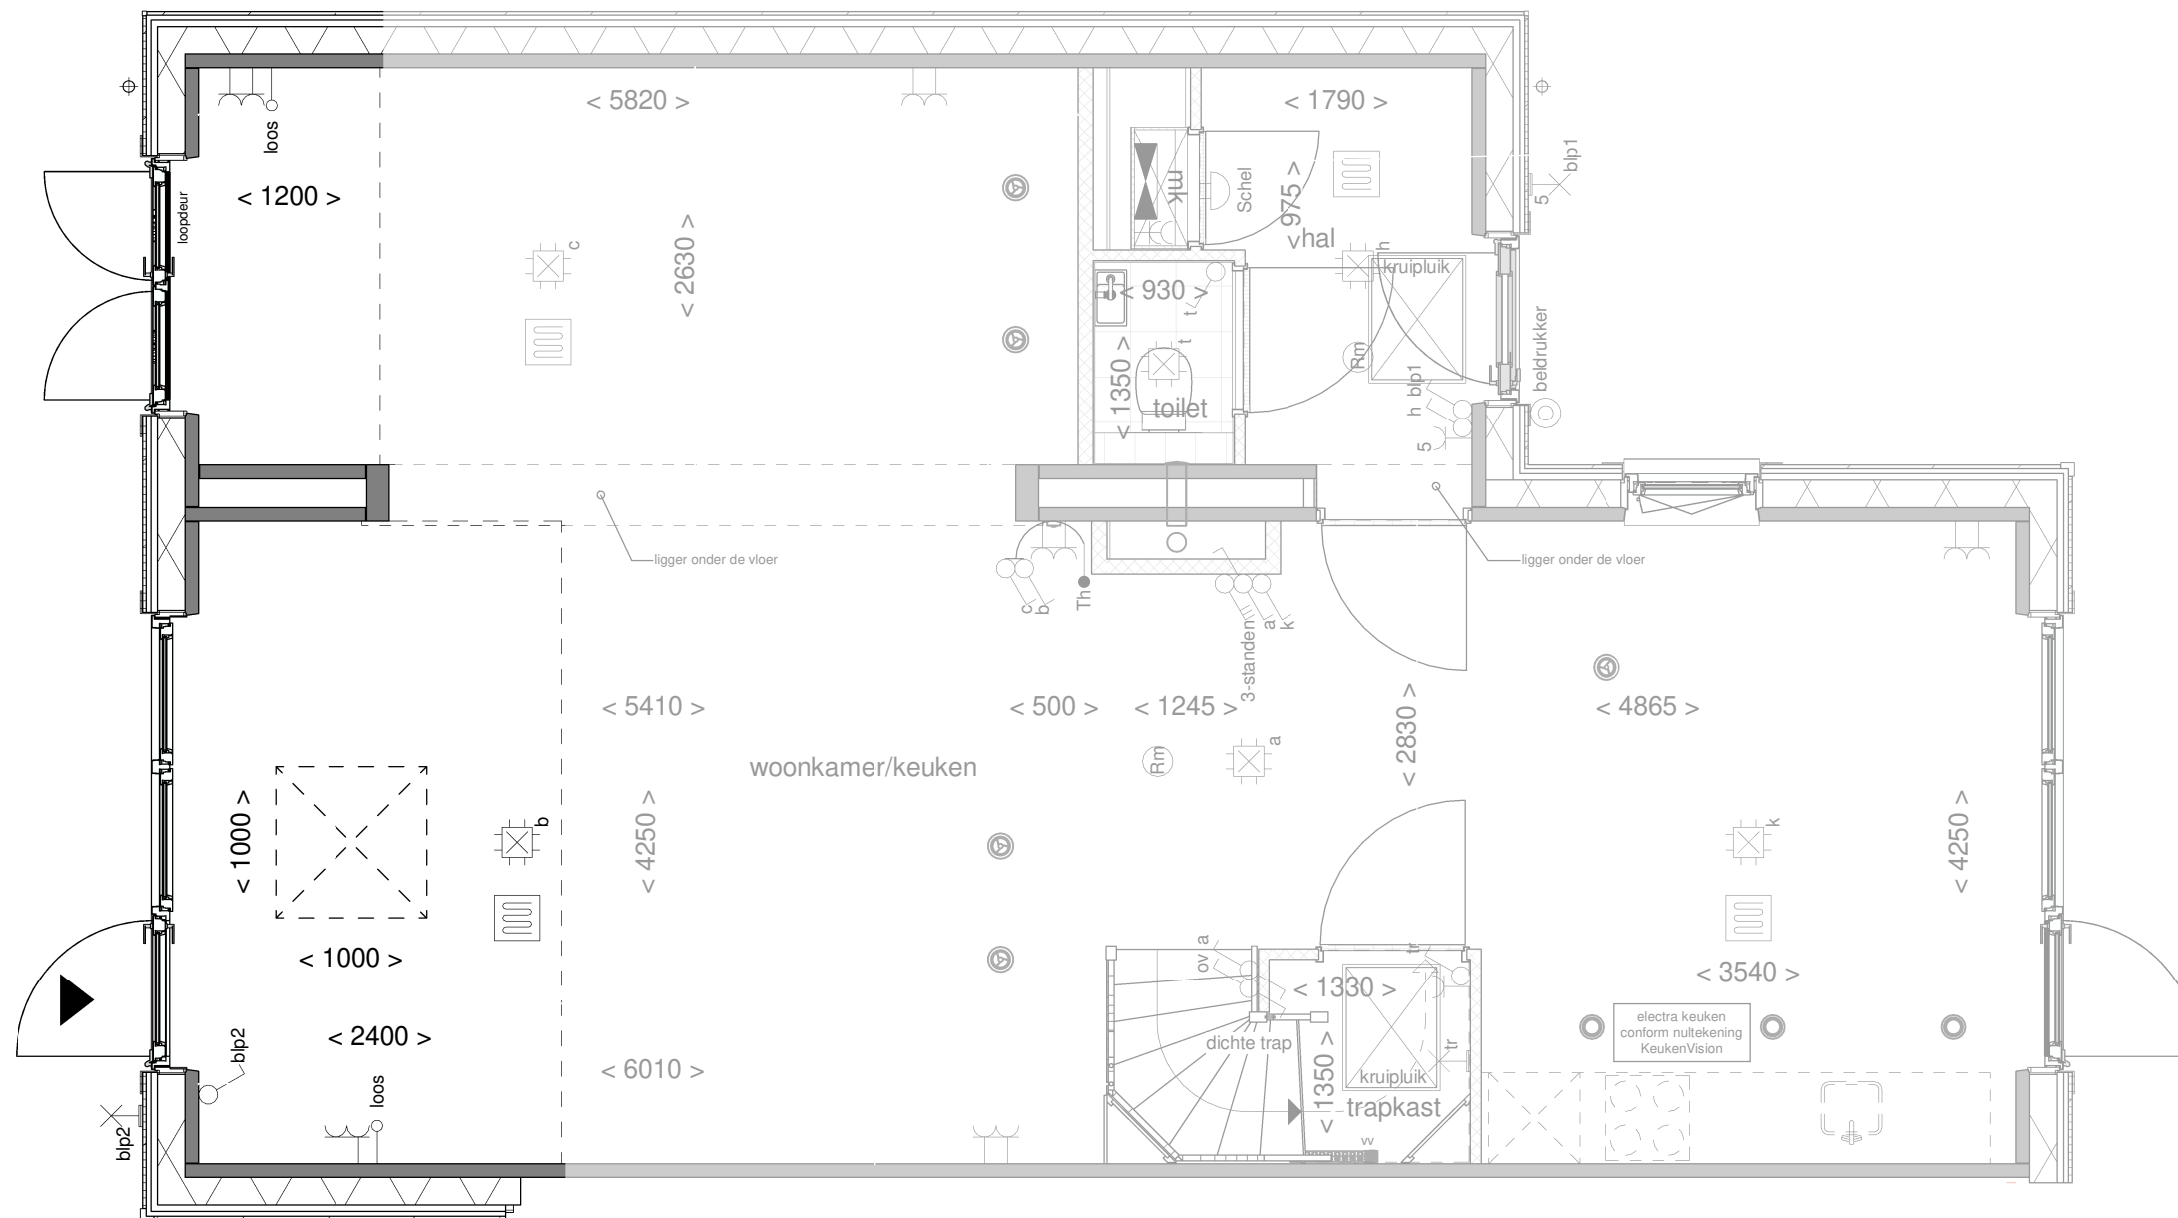 < 5820 >
< 1790 >
loos
loopdeur
< 1200 >
c
< 2630 >
mk
Schel
< 975 >
hal
h
kruipluik
blp1
5
< 930 >
t
t
< 1350 >
toilet
Rm
h blp1
5
beldrukker
ligger onder de vloer
ligger onder de vloer
c
b
Th
3-standen
a
k
< 5410 >
< 500 >
< 1245 >
< 4865 >
< 2830 >
woonkamer/keuken
Rm
a
< 1000 >
b
< 4250 >
k
< 4250 >
< 1000 >
ov a
tr
< 1330 >
< 3540 >
electra keuken
conform nultekening
KeukenVision
< 2400 >
blp2
dichte trap
tr
< 6010 >
< 1350 >
kruipluik
trapkast
loos
blp2
vv